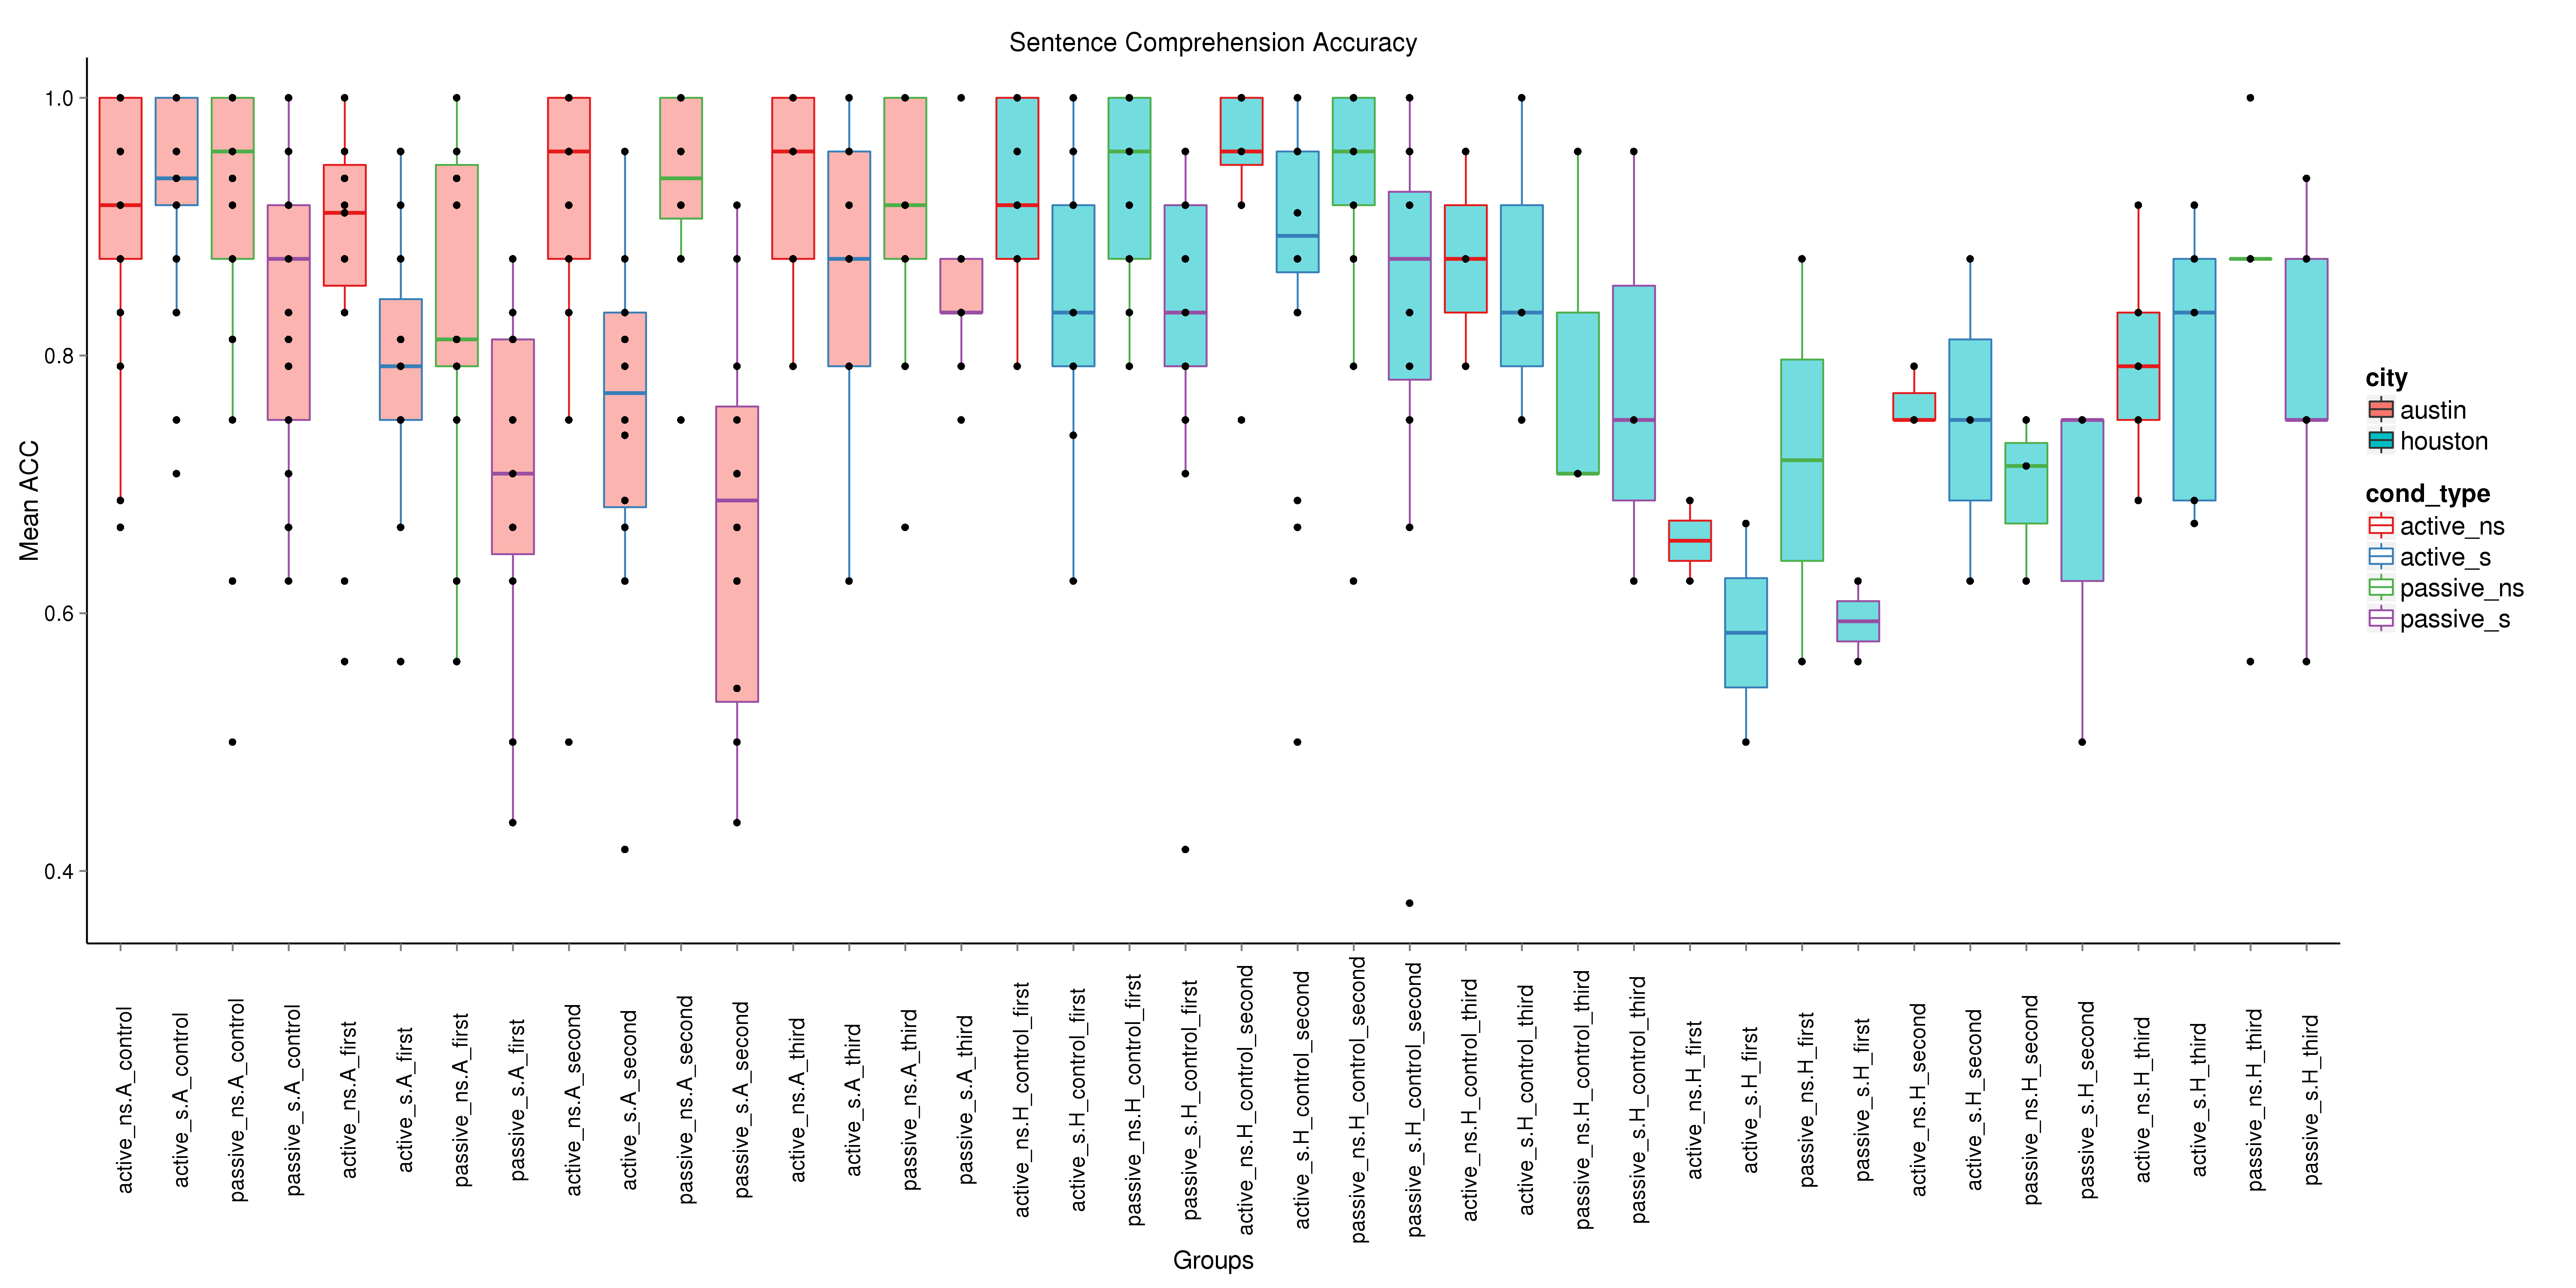 Sentence Comprehension Accuracy
Mean ACC
1.0
0.8
0.6
0.4
active_ns.A_control
active_s.A_control
passive_ns.A_control
passive_s.A_control
active_ns.A_first
active_s.A_first
passive_ns.A_first
passive_s.A_first
active_ns.A_second
active_s.A_second
passive_ns.A_second
passive_s.A_second
active_ns.A_third
active_s.A_third
passive_ns.A_third
passive_s.A_third
active_ns.H_control_first
active_s.H_control_first
passive_ns.H_control_first
passive_s.H_control_first
active_ns.H_control_second
active_s.H_control_second
passive_ns.H_control_second
passive_s.H_control_second
active_ns.H_control_third
active_s.H_control_third
passive_ns.H_control_third
passive_s.H_control_third
active_ns.H_first
active_s.H_first
passive_ns.H_first
passive_s.H_first
active_ns.H_second
active_s.H_second
passive_ns.H_second
passive_s.H_second
active_ns.H_third
active_s.H_third
passive_ns.H_third
passive_s.H_third
Groups
city
austin
houston
cond_type
active_ns
active_s
passive_ns
passive_s